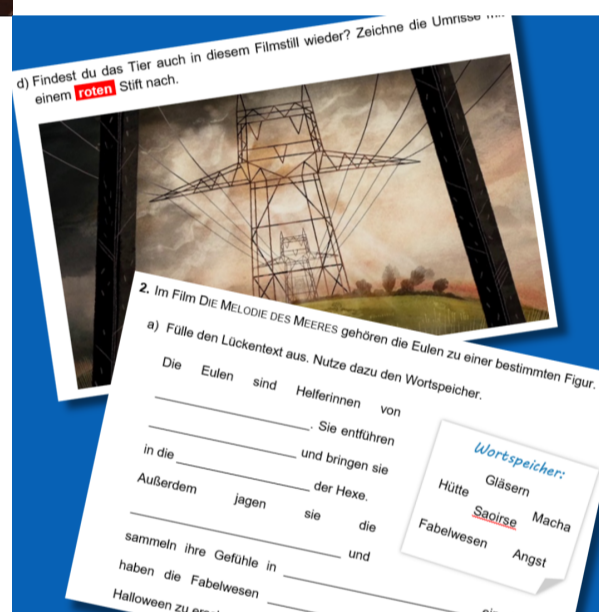 d) Findest du das Tier auch in diesem Filmstill wieder? Zeichne die Umrisse
einem roten Stift nach.
2. Im Film DIE MELODIE DES MEERES gehören die Eulen zu einer bestimmten Figur.
a) Fülle den Lückentext aus. Nutze dazu den Wortspeicher.
Die Eulen sind Helferinnen von
. Sie entführen
und bringen sie
in die der Hexe.
Außerdem jagen sie die
und
sammeln ihre Gefühle in
haben die Fabelwesen
Halloween zu
Wortspeicher:
Gläsern
Hütte
Saoirse Macha
Fabelwesen
Angst